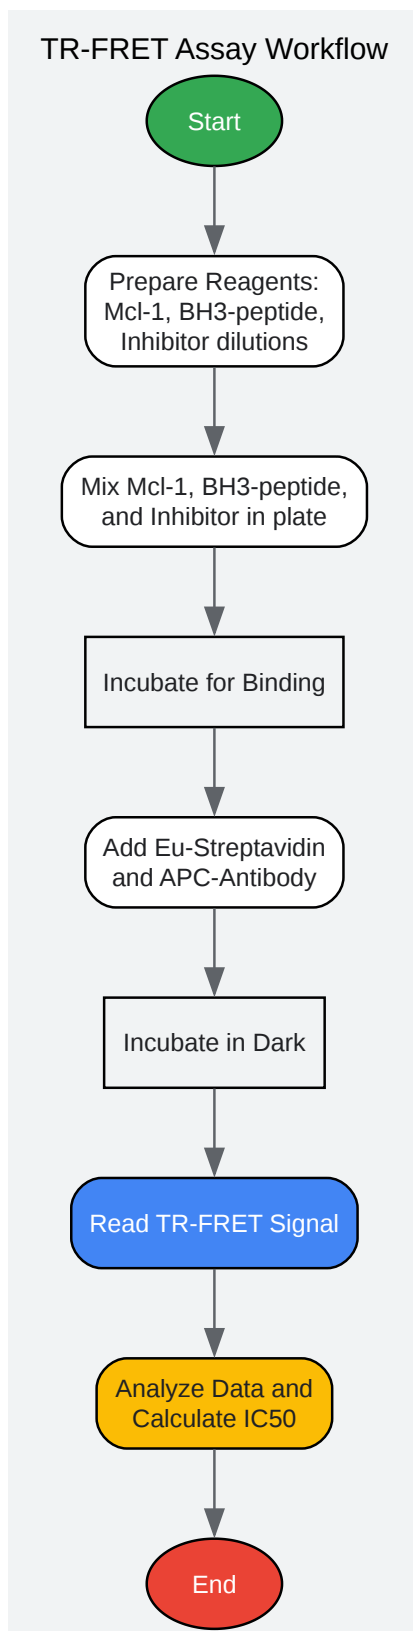 TR-FRET Assay Workflow
Start
Prepare Reagents:
Mcl-1, BH3-peptide,
Inhibitor dilutions
Mix Mcl-1, BH3-peptide,
and Inhibitor in plate
Incubate for Binding
Add Eu-Streptavidin
and APC-Antibody
Incubate in Dark
Read TR-FRET Signal
Analyze Data and
Calculate IC50
End